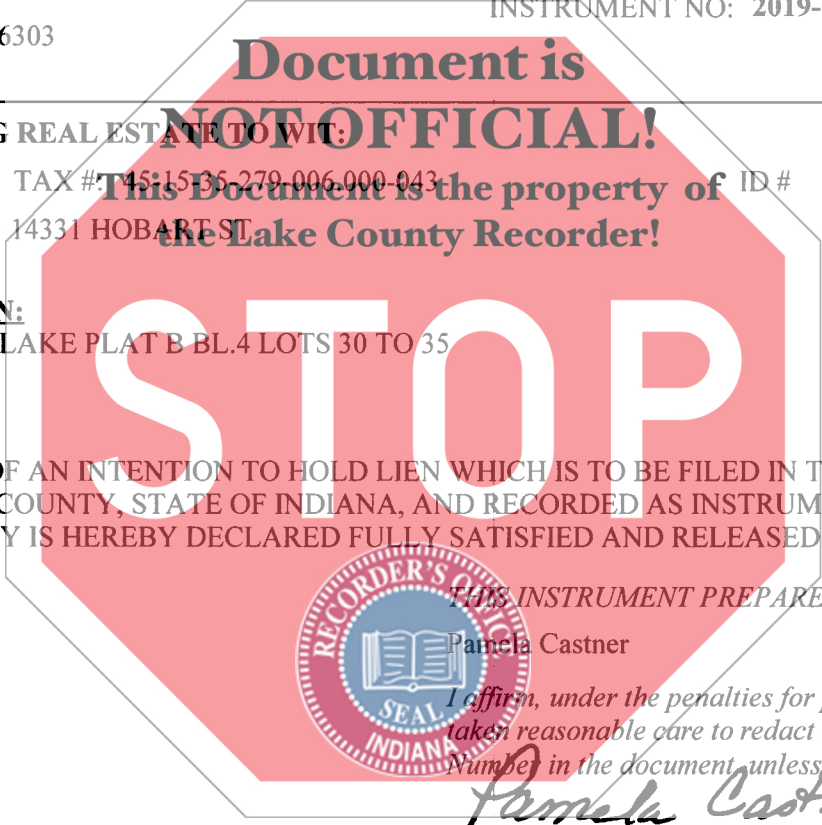 INSTRUMENT NO: 2019-
6303
Document is
NOT OFFICIAL!
G REAL ESTATE TO WIT:
TAX #: 45-15-35-279-006.000-043 ID #
This Document is the property of
14331 HOBART ST
the Lake County Recorder!
N:
LAKE PLAT B BL.4 LOTS 30 TO 35
STOP
OF AN INTENTION TO HOLD LIEN WHICH IS TO BE FILED IN T
COUNTY, STATE OF INDIANA, AND RECORDED AS INSTRUM
Y IS HEREBY DECLARED FULLY SATISFIED AND RELEASED
RECORDER'S OFFICE
SEAL
INDIANA
THIS INSTRUMENT PREPARE
Pamela Castner
I affirm, under the penalties for
taken reasonable care to redact
Number in the document, unless
Pamela Cast